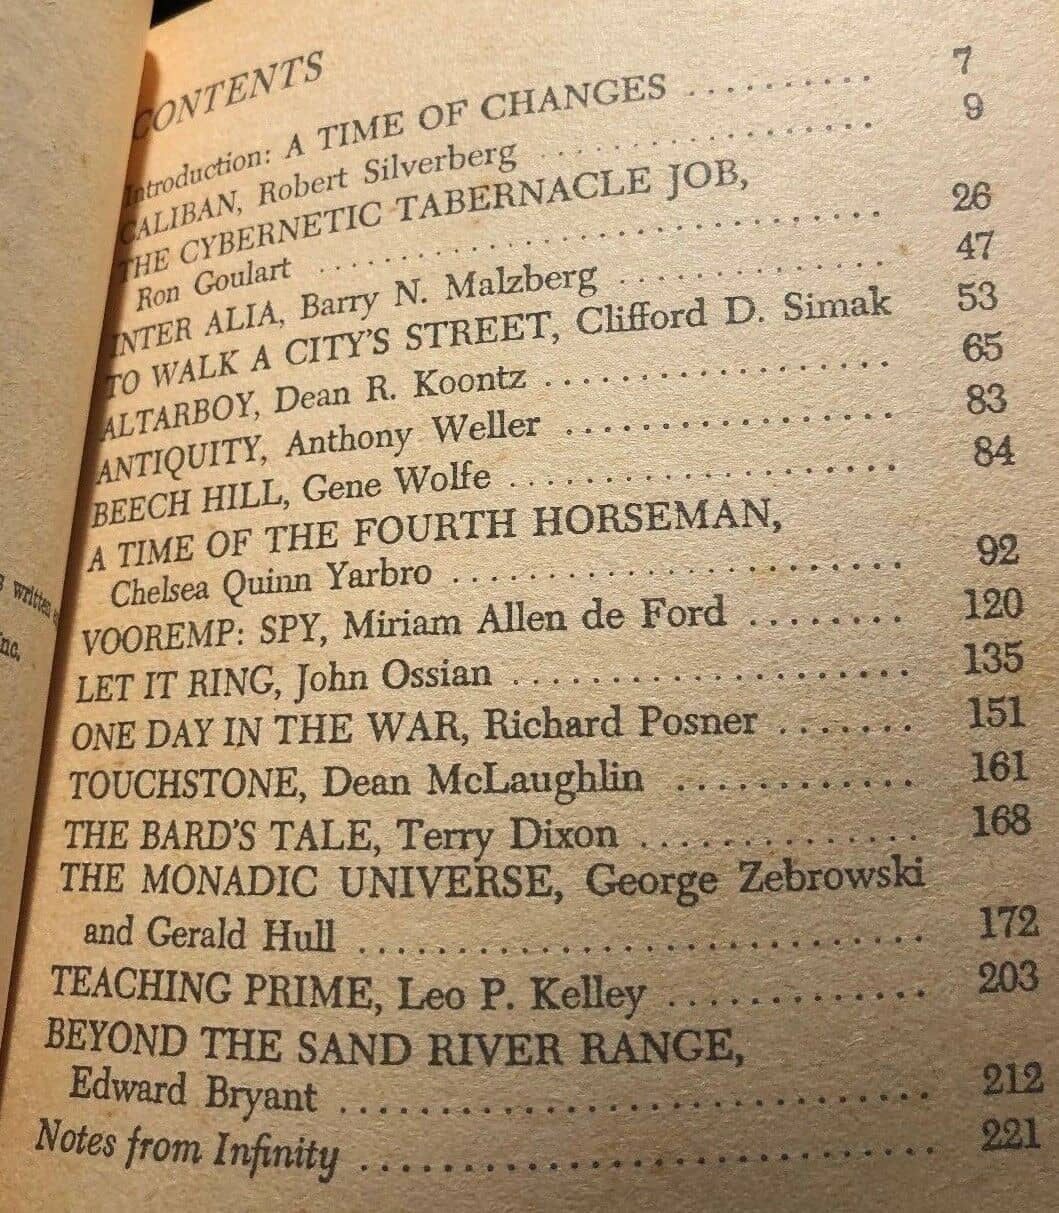 CONTENTS
Introduction: A TIME OF CHANGES .......... 7
CALIBAN, Robert Silverberg .................. 9
THE CYBERNETIC TABERNACLE JOB,
Ron Goulart .............................. 26
INTER ALIA, Barry N. Malzberg .............. 47
TO WALK A CITY'S STREET, Clifford D. Simak 53
ALTARBOY, Dean R. Koontz .................. 65
ANTIQUITY, Anthony Weller ................ 83
BEECH HILL, Gene Wolfe .................... 84
A TIME OF THE FOURTH HORSEMAN,
Chelsea Quinn Yarbro ...................... 92
VOOREMP: SPY, Miriam Allen de Ford ........ 120
LET IT RING, John Ossian .................... 135
ONE DAY IN THE WAR, Richard Posner ....... 151
TOUCHSTONE, Dean McLaughlin ............ 161
THE BARD'S TALE, Terry Dixon .............. 168
THE MONADIC UNIVERSE, George Zebrowski
and Gerald Hull ............................ 172
TEACHING PRIME, Leo P. Kelley ............. 203
BEYOND THE SAND RIVER RANGE,
Edward Bryant .............................. 212
Notes from Infinity .............................. 221
written
Inc.